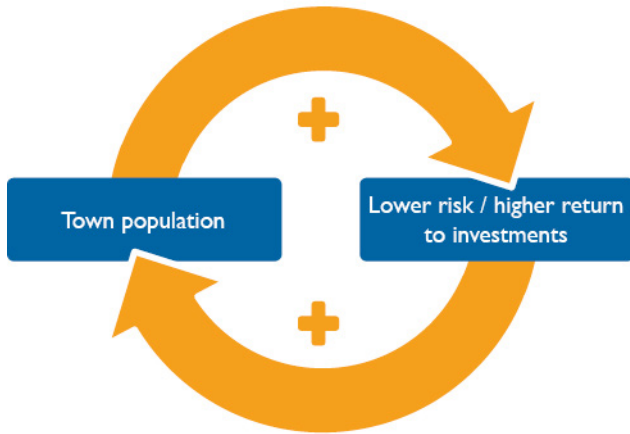 Town population
Lower risk / higher return
to investments